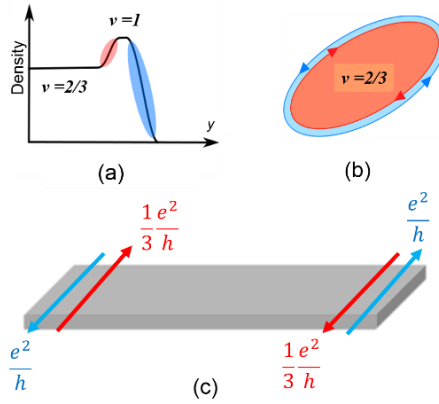 Density
v =1
v =2/3
y
(a)
v =2/3
(b)
1/3 e²/h
e²/h
e²/h
1/3 e²/h
(c)